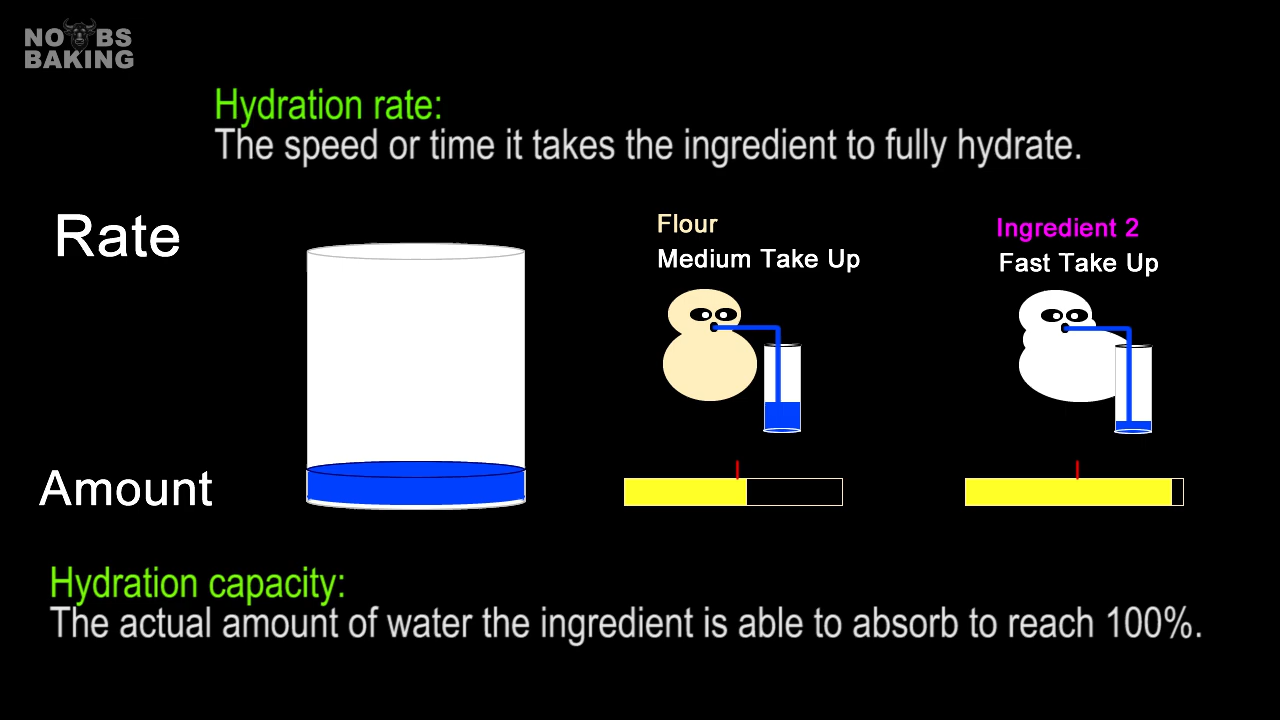 NOOBS
BAKING
Hydration rate:
The speed or time it takes the ingredient to fully hydrate.
Rate
Flour
Medium Take Up
Ingredient 2
Fast Take Up
Amount
Hydration capacity:
The actual amount of water the ingredient is able to absorb to reach 100%.